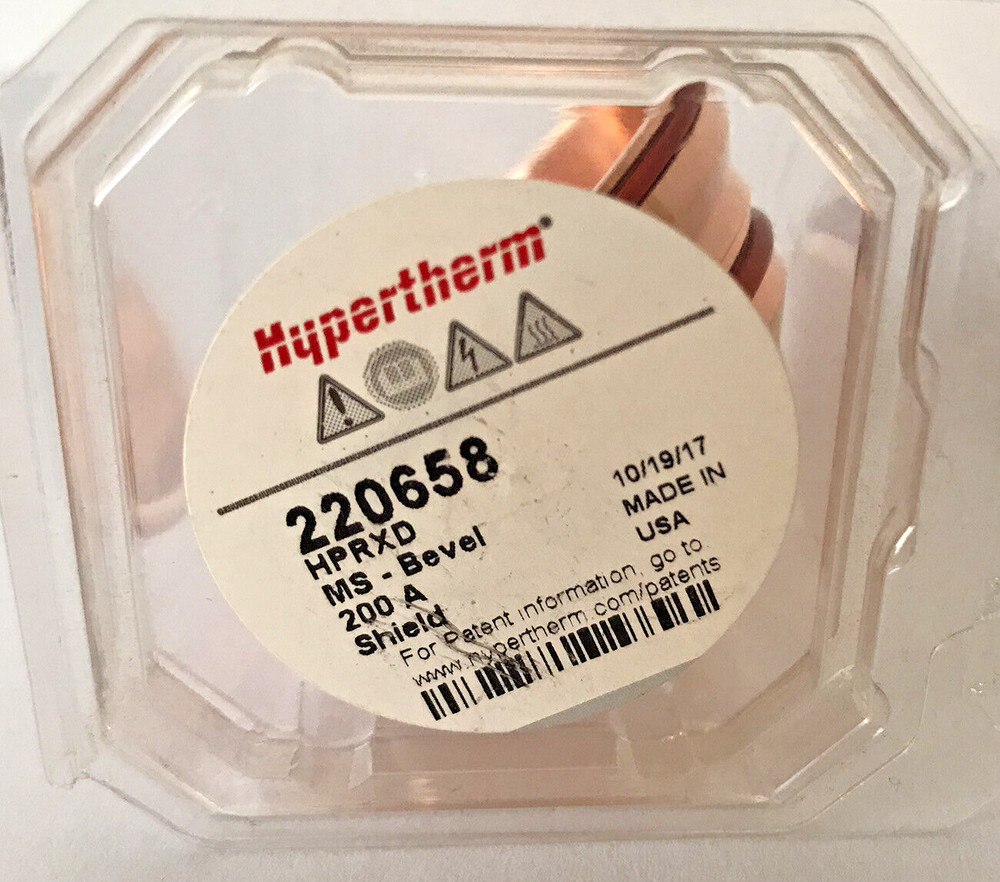 Hypertherm®
220658
HPRXD
MS - Bevel
200 A
Shield
10/19/17
MADE IN
USA
For Patent information, go to
www.hypertherm.com/patents